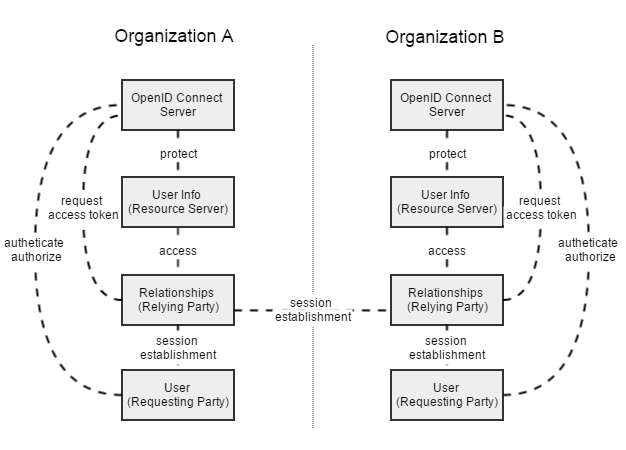 Organization A
Organization B
OpenID Connect
Server
OpenID Connect
Server
protect
protect
User Info
(Resource Server)
User Info
(Resource Server)
request
access token
request
access token
autheticate
authorize
autheticate
authorize
access
access
Relationships
(Relying Party)
session
establishment
Relationships
(Relying Party)
session
establishment
session
establishment
User
(Requesting Party)
User
(Requesting Party)